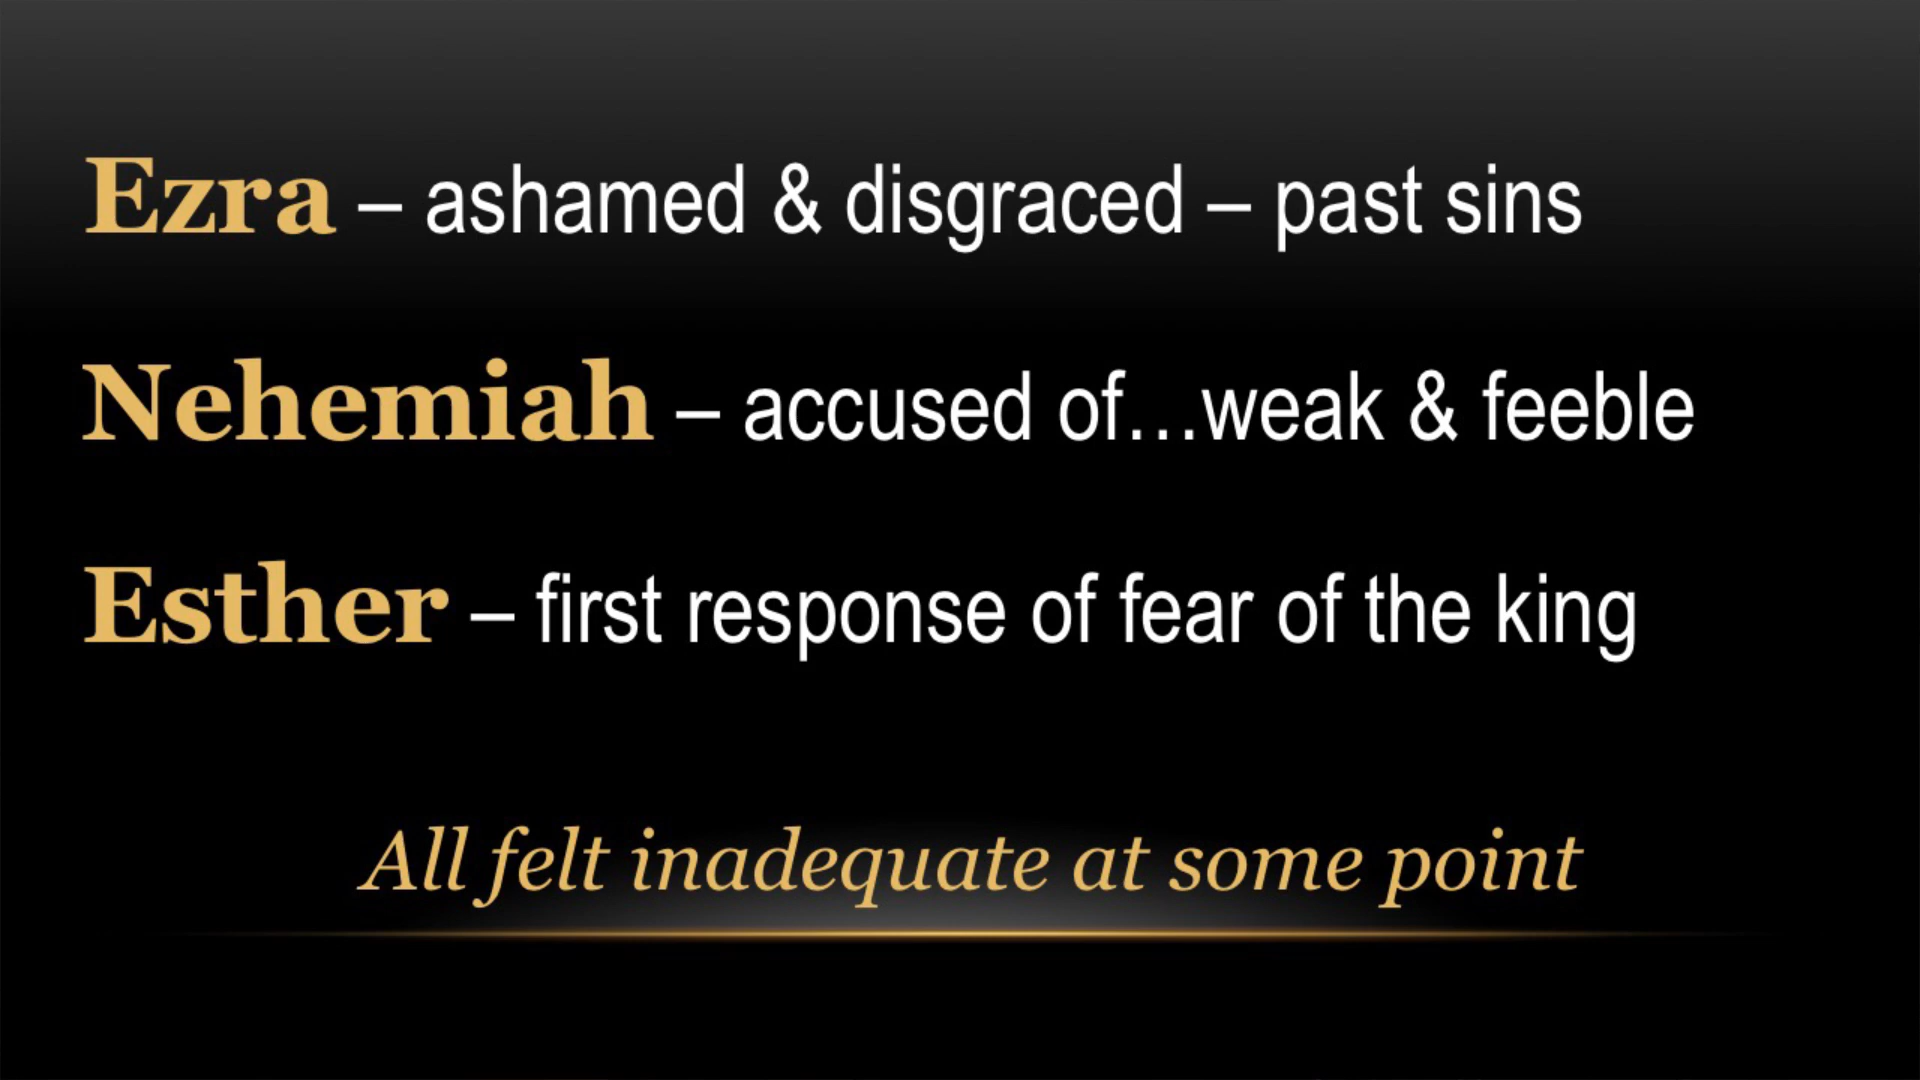 Ezra – ashamed & disgraced – past sins
Nehemiah – accused of…weak & feeble
Esther – first response of fear of the king
All felt inadequate at some point